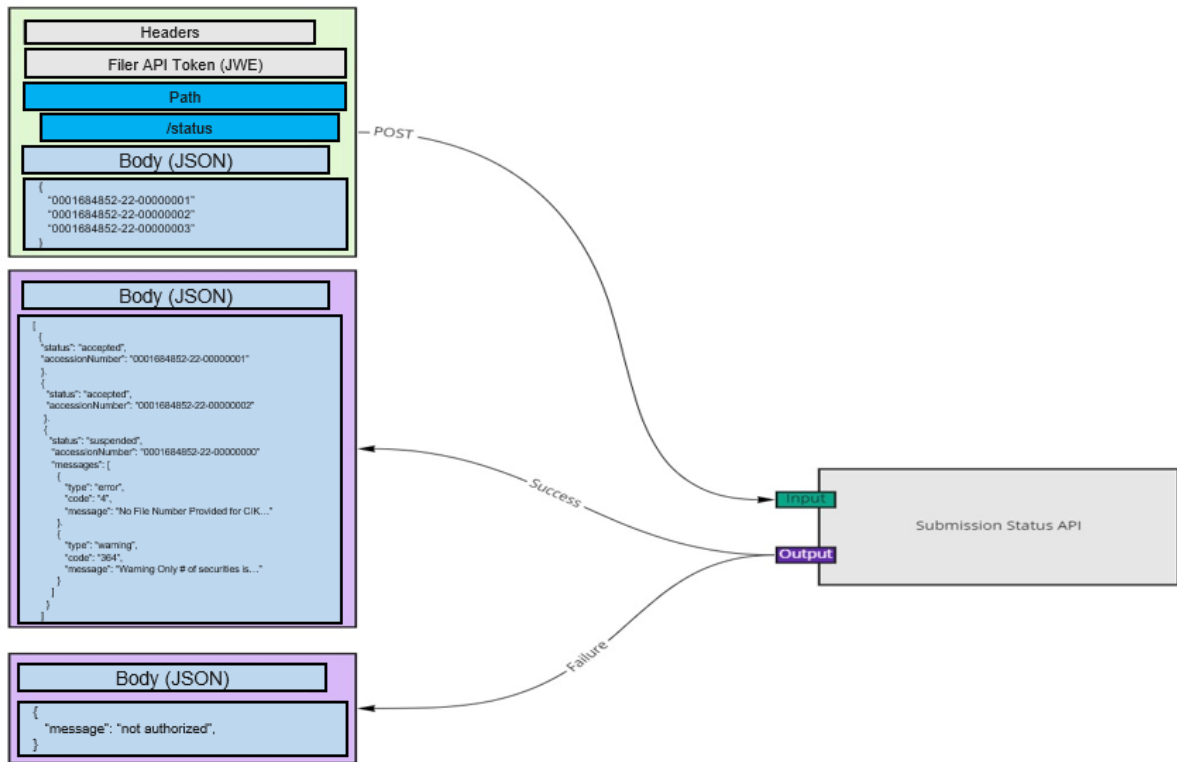 Headers
Filer API Token (JWE)
Path
/status
Body (JSON)
{
"0001684852-22-00000001"
"0001684852-22-00000002"
"0001684852-22-00000003"
}
POST
Body (JSON)
[
{
"status": "accepted",
"accessionNumber": "0001684852-22-00000001"
},
{
"status": "accepted",
"accessionNumber": "0001684852-22-00000002"
},
{
"status": "suspended",
"accessionNumber": "0001684852-22-00000000"
"messages": [
{
"type": "error",
"code": "4",
"message": "No File Number Provided for CIK..."
},
{
"type": "warning",
"code": "364",
"message": "Warning Only # of securities is..."
}
]
}
]
Success
Input
Output
Submission Status API
Failure
Body (JSON)
{
"message": "not authorized",
}